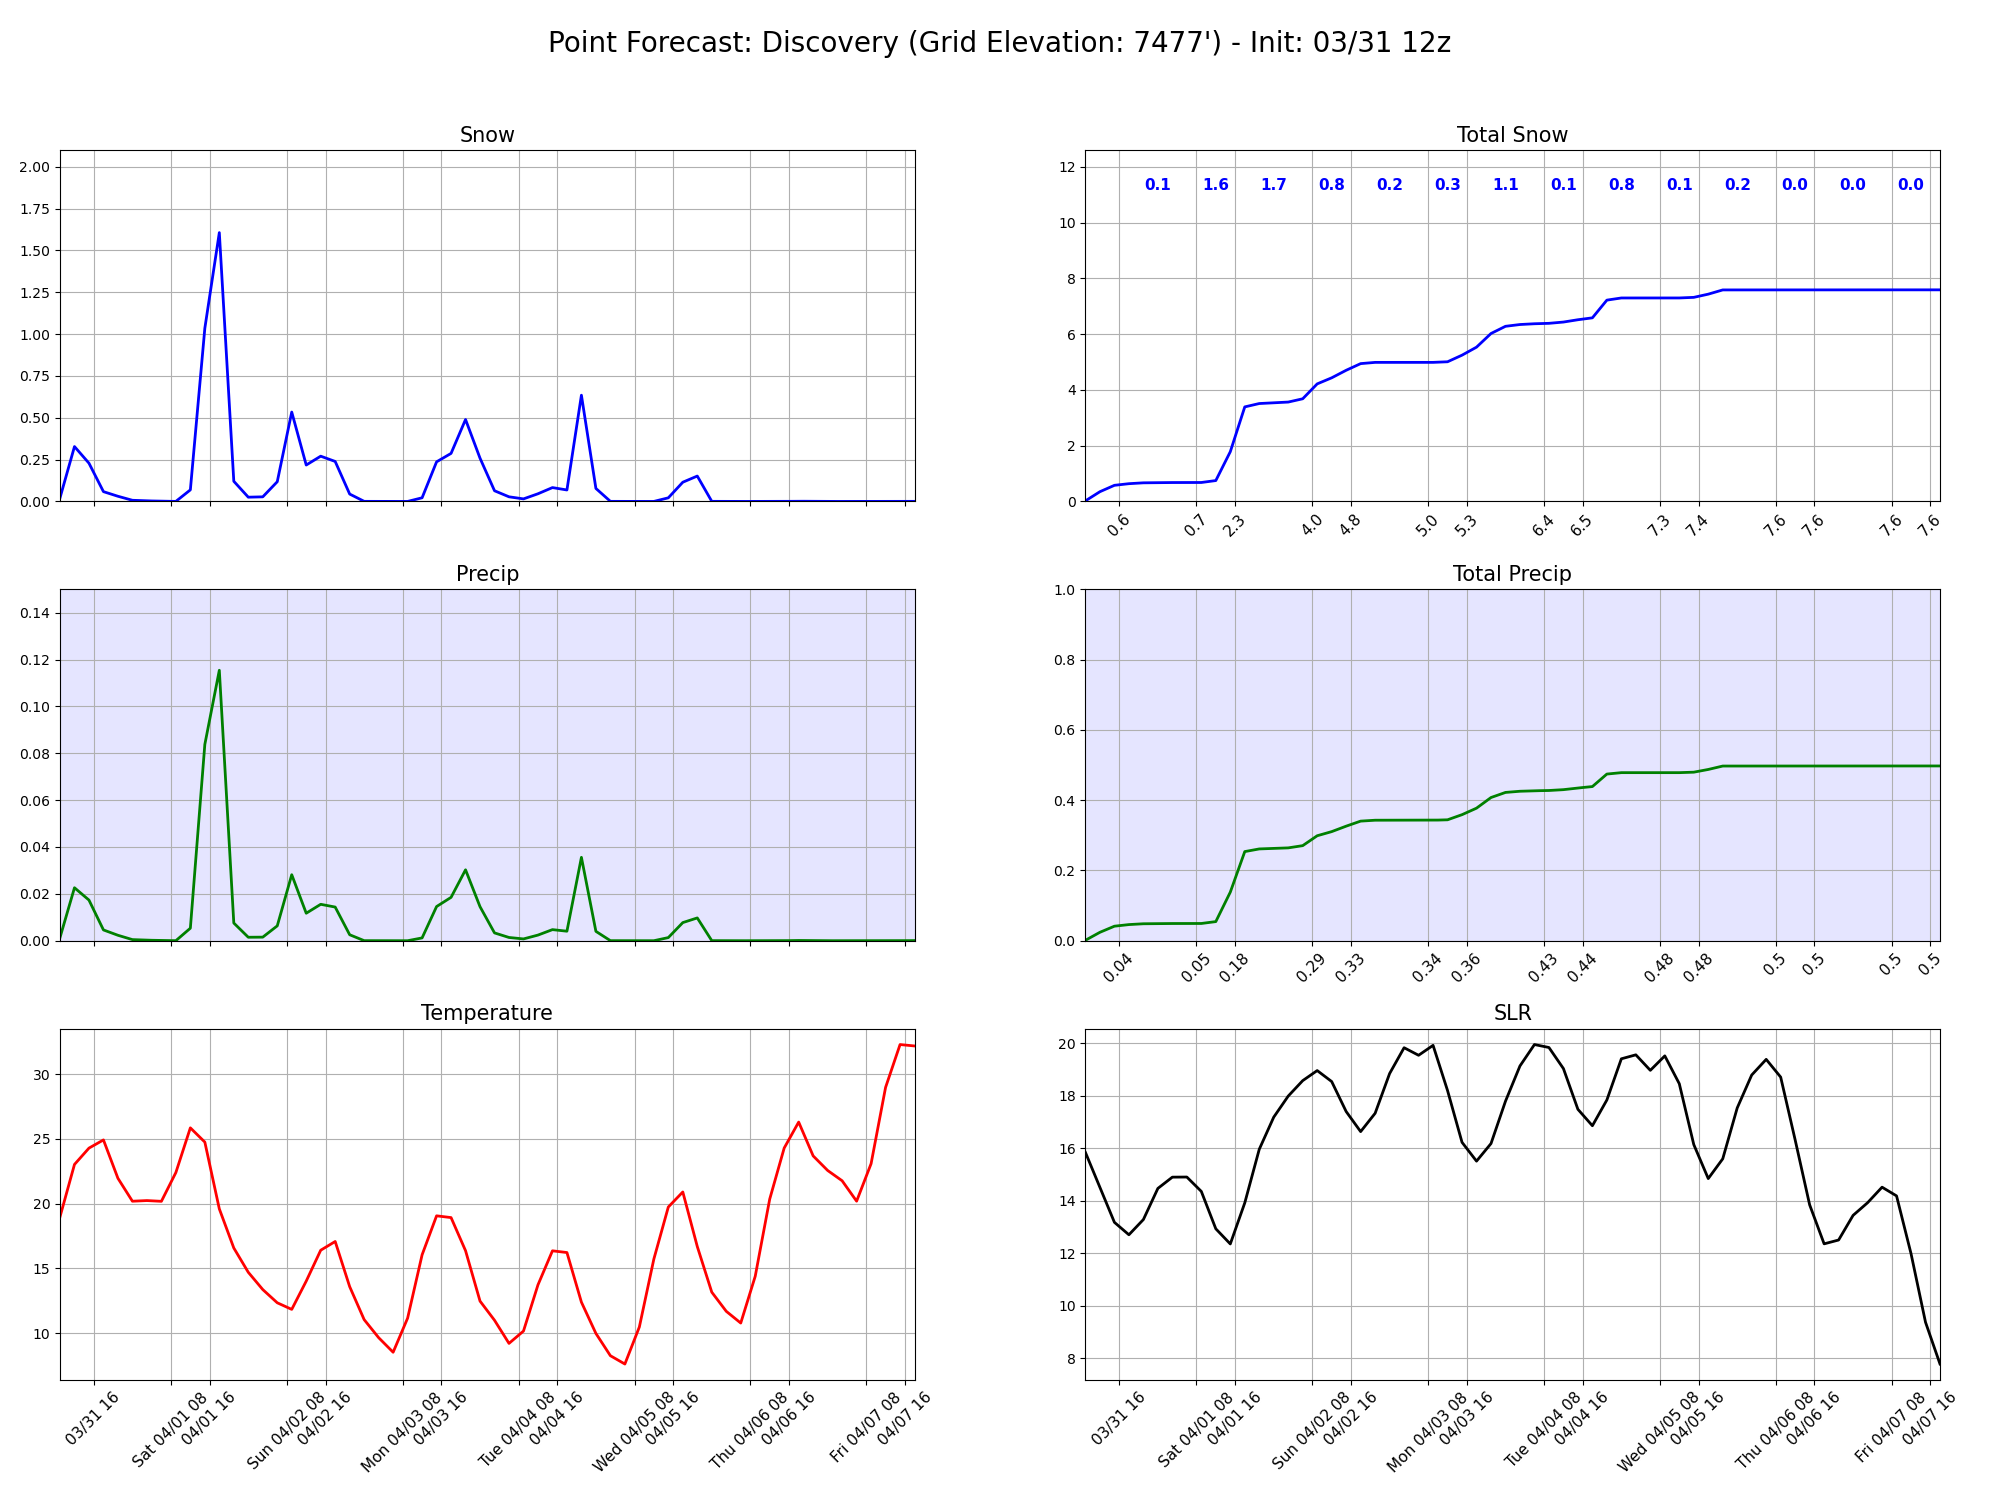 Point Forecast: Discovery (Grid Elevation: 7477') - Init: 03/31 12z
Snow
2.00
1.75
1.50
1.25
1.00
0.75
0.50
0.25
0.00
Total Snow
12
10
8
6
4
2
0
0.1 1.6 1.7 0.8 0.2 0.3 1.1 0.1 0.8 0.1 0.2 0.0 0.0 0.0
0.6 0.7 2.3 4.0 4.8 5.0 5.3 6.4 6.5 7.3 7.4 7.6 7.6 7.6 7.6
Precip
0.14
0.12
0.10
0.08
0.06
0.04
0.02
0.00
Total Precip
1.0
0.8
0.6
0.4
0.2
0.0
0.04 0.05 0.18 0.29 0.33 0.34 0.36 0.43 0.44 0.48 0.48 0.5 0.5 0.5 0.5
Temperature
30
25
20
15
10
03/31 16
Sat 04/01 08
04/01 16
Sun 04/02 08
04/02 16
Mon 04/03 08
04/03 16
Tue 04/04 08
04/04 16
Wed 04/05 08
04/05 16
Thu 04/06 08
04/06 16
Fri 04/07 08
04/07 16
SLR
20
18
16
14
12
10
8
03/31 16
Sat 04/01 08
04/01 16
Sun 04/02 08
04/02 16
Mon 04/03 08
04/03 16
Tue 04/04 08
04/04 16
Wed 04/05 08
04/05 16
Thu 04/06 08
04/06 16
Fri 04/07 08
04/07 16